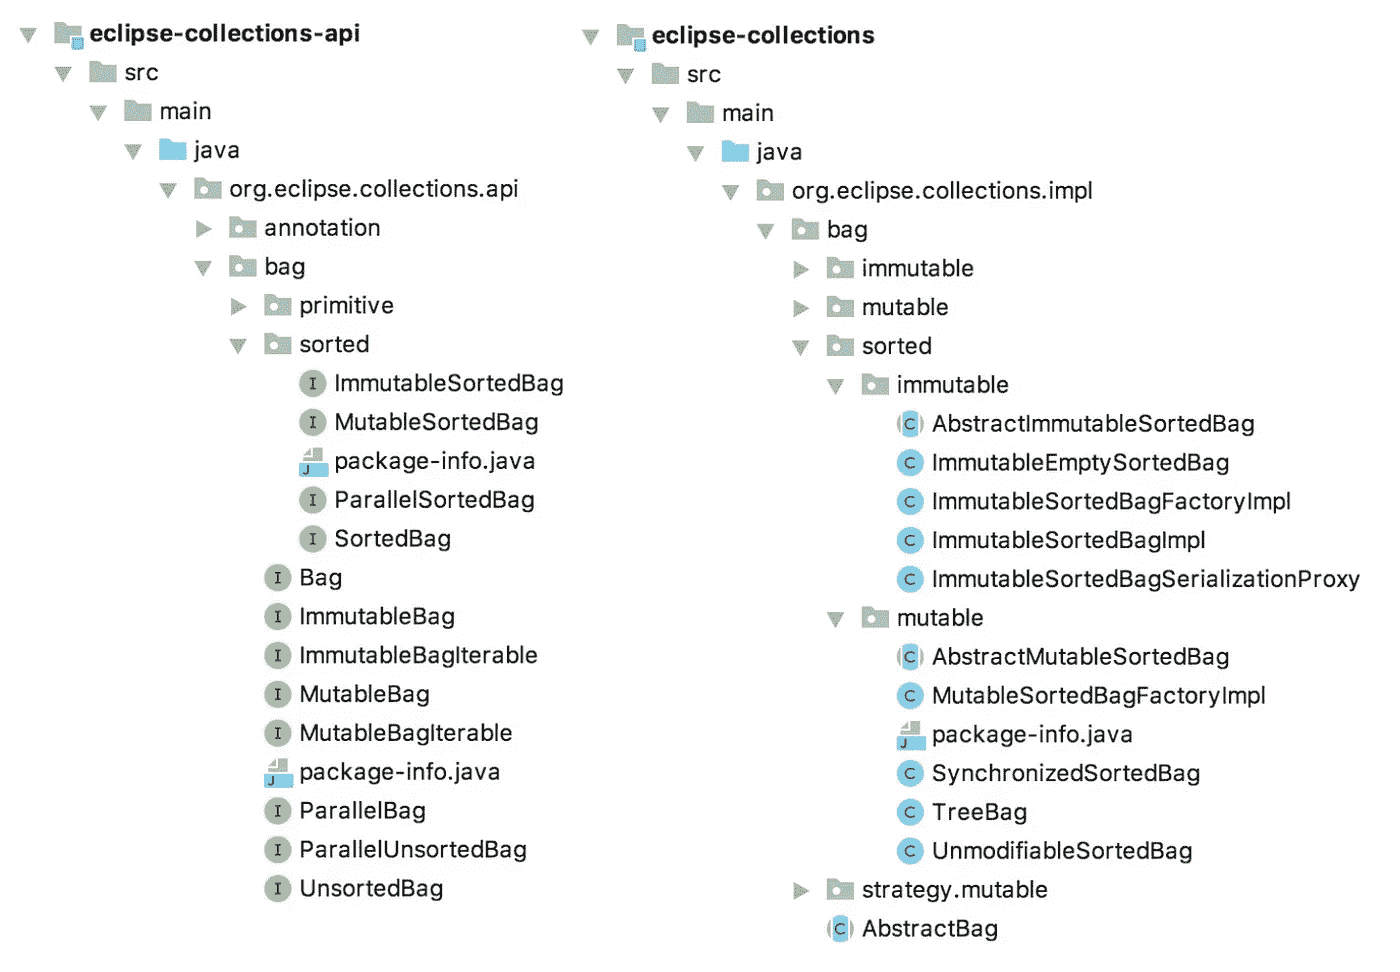 eclipse-collections-api
src
main
java
org.eclipse.collections.api
annotation
bag
primitive
sorted
ImmutableSortedBag
MutableSortedBag
package-info.java
ParallelSortedBag
SortedBag
Bag
ImmutableBag
ImmutableBagIterable
MutableBag
MutableBagIterable
package-info.java
ParallelBag
ParallelUnsortedBag
UnsortedBag
eclipse-collections
src
main
java
org.eclipse.collections.impl
bag
immutable
mutable
sorted
immutable
AbstractImmutableSortedBag
ImmutableEmptySortedBag
ImmutableSortedBagFactoryImpl
ImmutableSortedBagImpl
ImmutableSortedBagSerializationProxy
mutable
AbstractMutableSortedBag
MutableSortedBagFactoryImpl
package-info.java
SynchronizedSortedBag
TreeBag
UnmodifiableSortedBag
strategy.mutable
AbstractBag